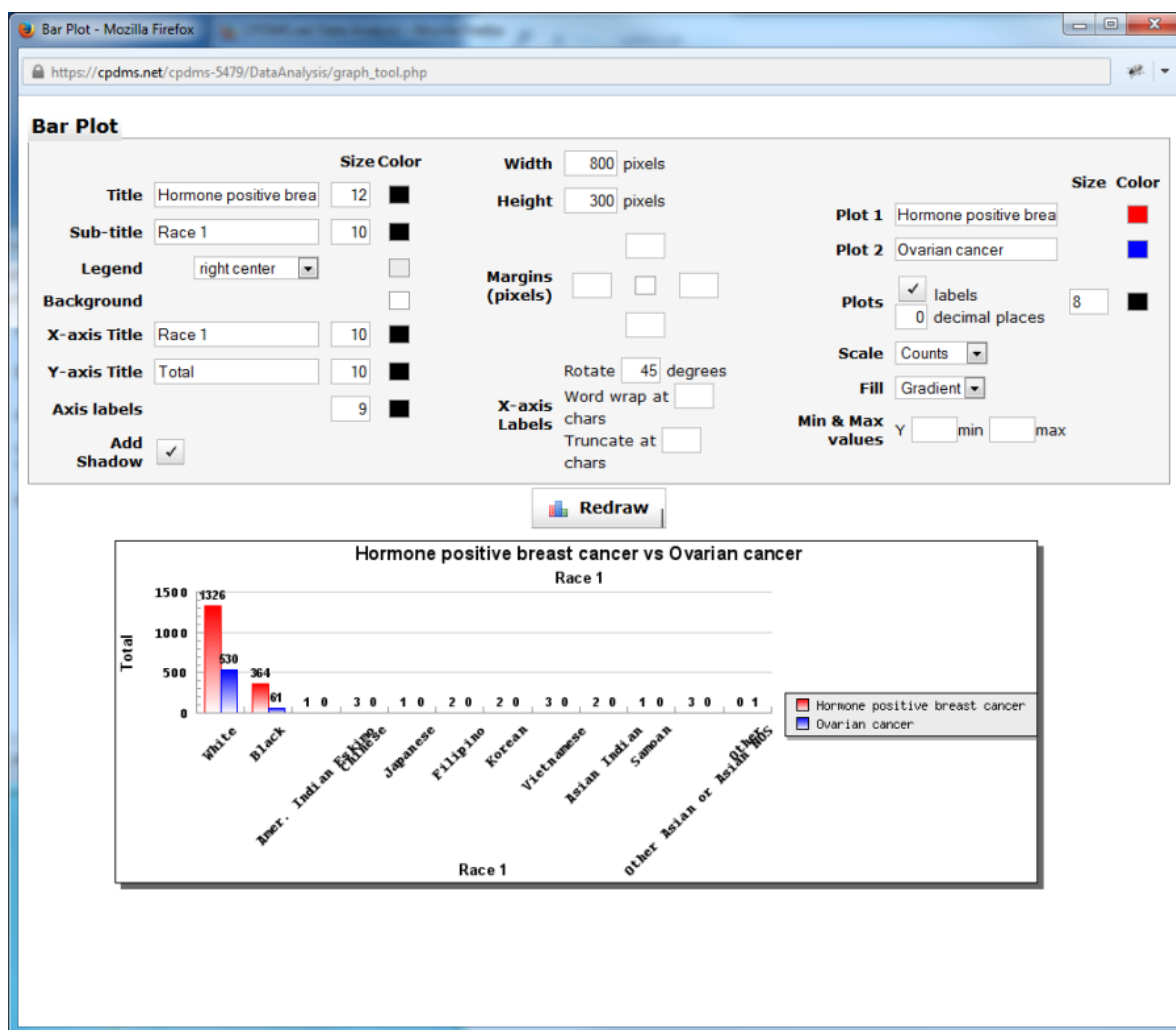 Bar Plot - Mozilla Firefox
https://cpdms.net/cpdms-5479/DataAnalysis/graph_tool.php
Bar Plot
Size Color
Title Hormone positive brea 12
Sub-title Race 1 10
Legend right center
Background
X-axis Title Race 1 10
Y-axis Title Total 10
Axis labels 9
Add
Shadow
Width 800 pixels
Height 300 pixels
Margins
(pixels)
X-axis
Labels
Rotate 45 degrees
Word wrap at
chars
Truncate at
chars
Size Color
Plot 1 Hormone positive brea
Plot 2 Ovarian cancer
Plots ✓ labels 8
0 decimal places
Scale Counts
Fill Gradient
Min & Max
values Y min max
Redraw
Hormone positive breast cancer vs Ovarian cancer
Race 1
Total
1500
1000
500
0
1326 530 364 61 1 0 3 0 1 0 2 0 2 0 3 0 2 0 1 0 3 0 0 1
White
Black
Amer. Indian Eskimo
Chinese
Japanese
Filipino
Korean
Vietnamese
Asian Indian
Samoan
Other Asian or Asian NOS
Other
Race 1
Hormone positive breast cancer
Ovarian cancer